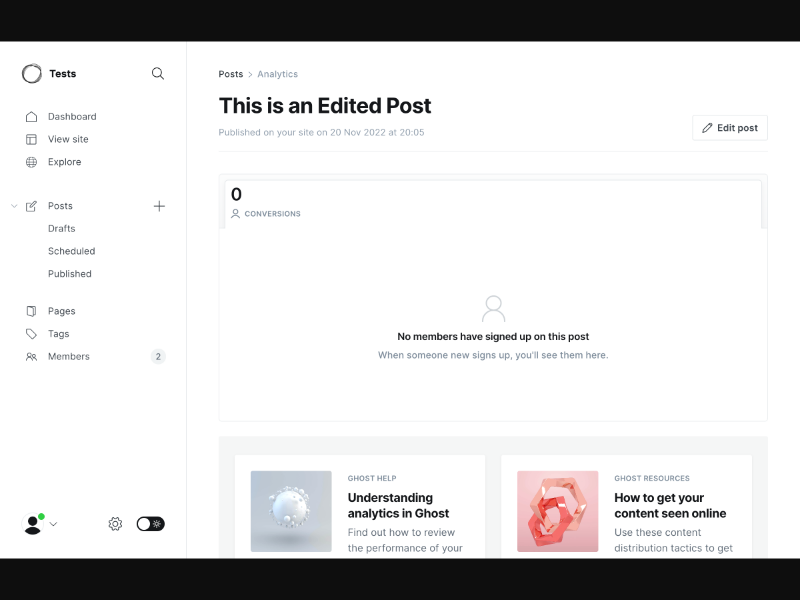 Tests
Dashboard
View site
Explore
Posts
Drafts
Scheduled
Published
Pages
Tags
Members 2
Posts > Analytics
This is an Edited Post
Published on your site on 20 Nov 2022 at 20:05
Edit post
0
CONVERSIONS
No members have signed up on this post
When someone new signs up, you'll see them here.
GHOST HELP
Understanding
analytics in Ghost
Find out how to review
the performance of your
GHOST RESOURCES
How to get your
content seen online
Use these content
distribution tactics to get